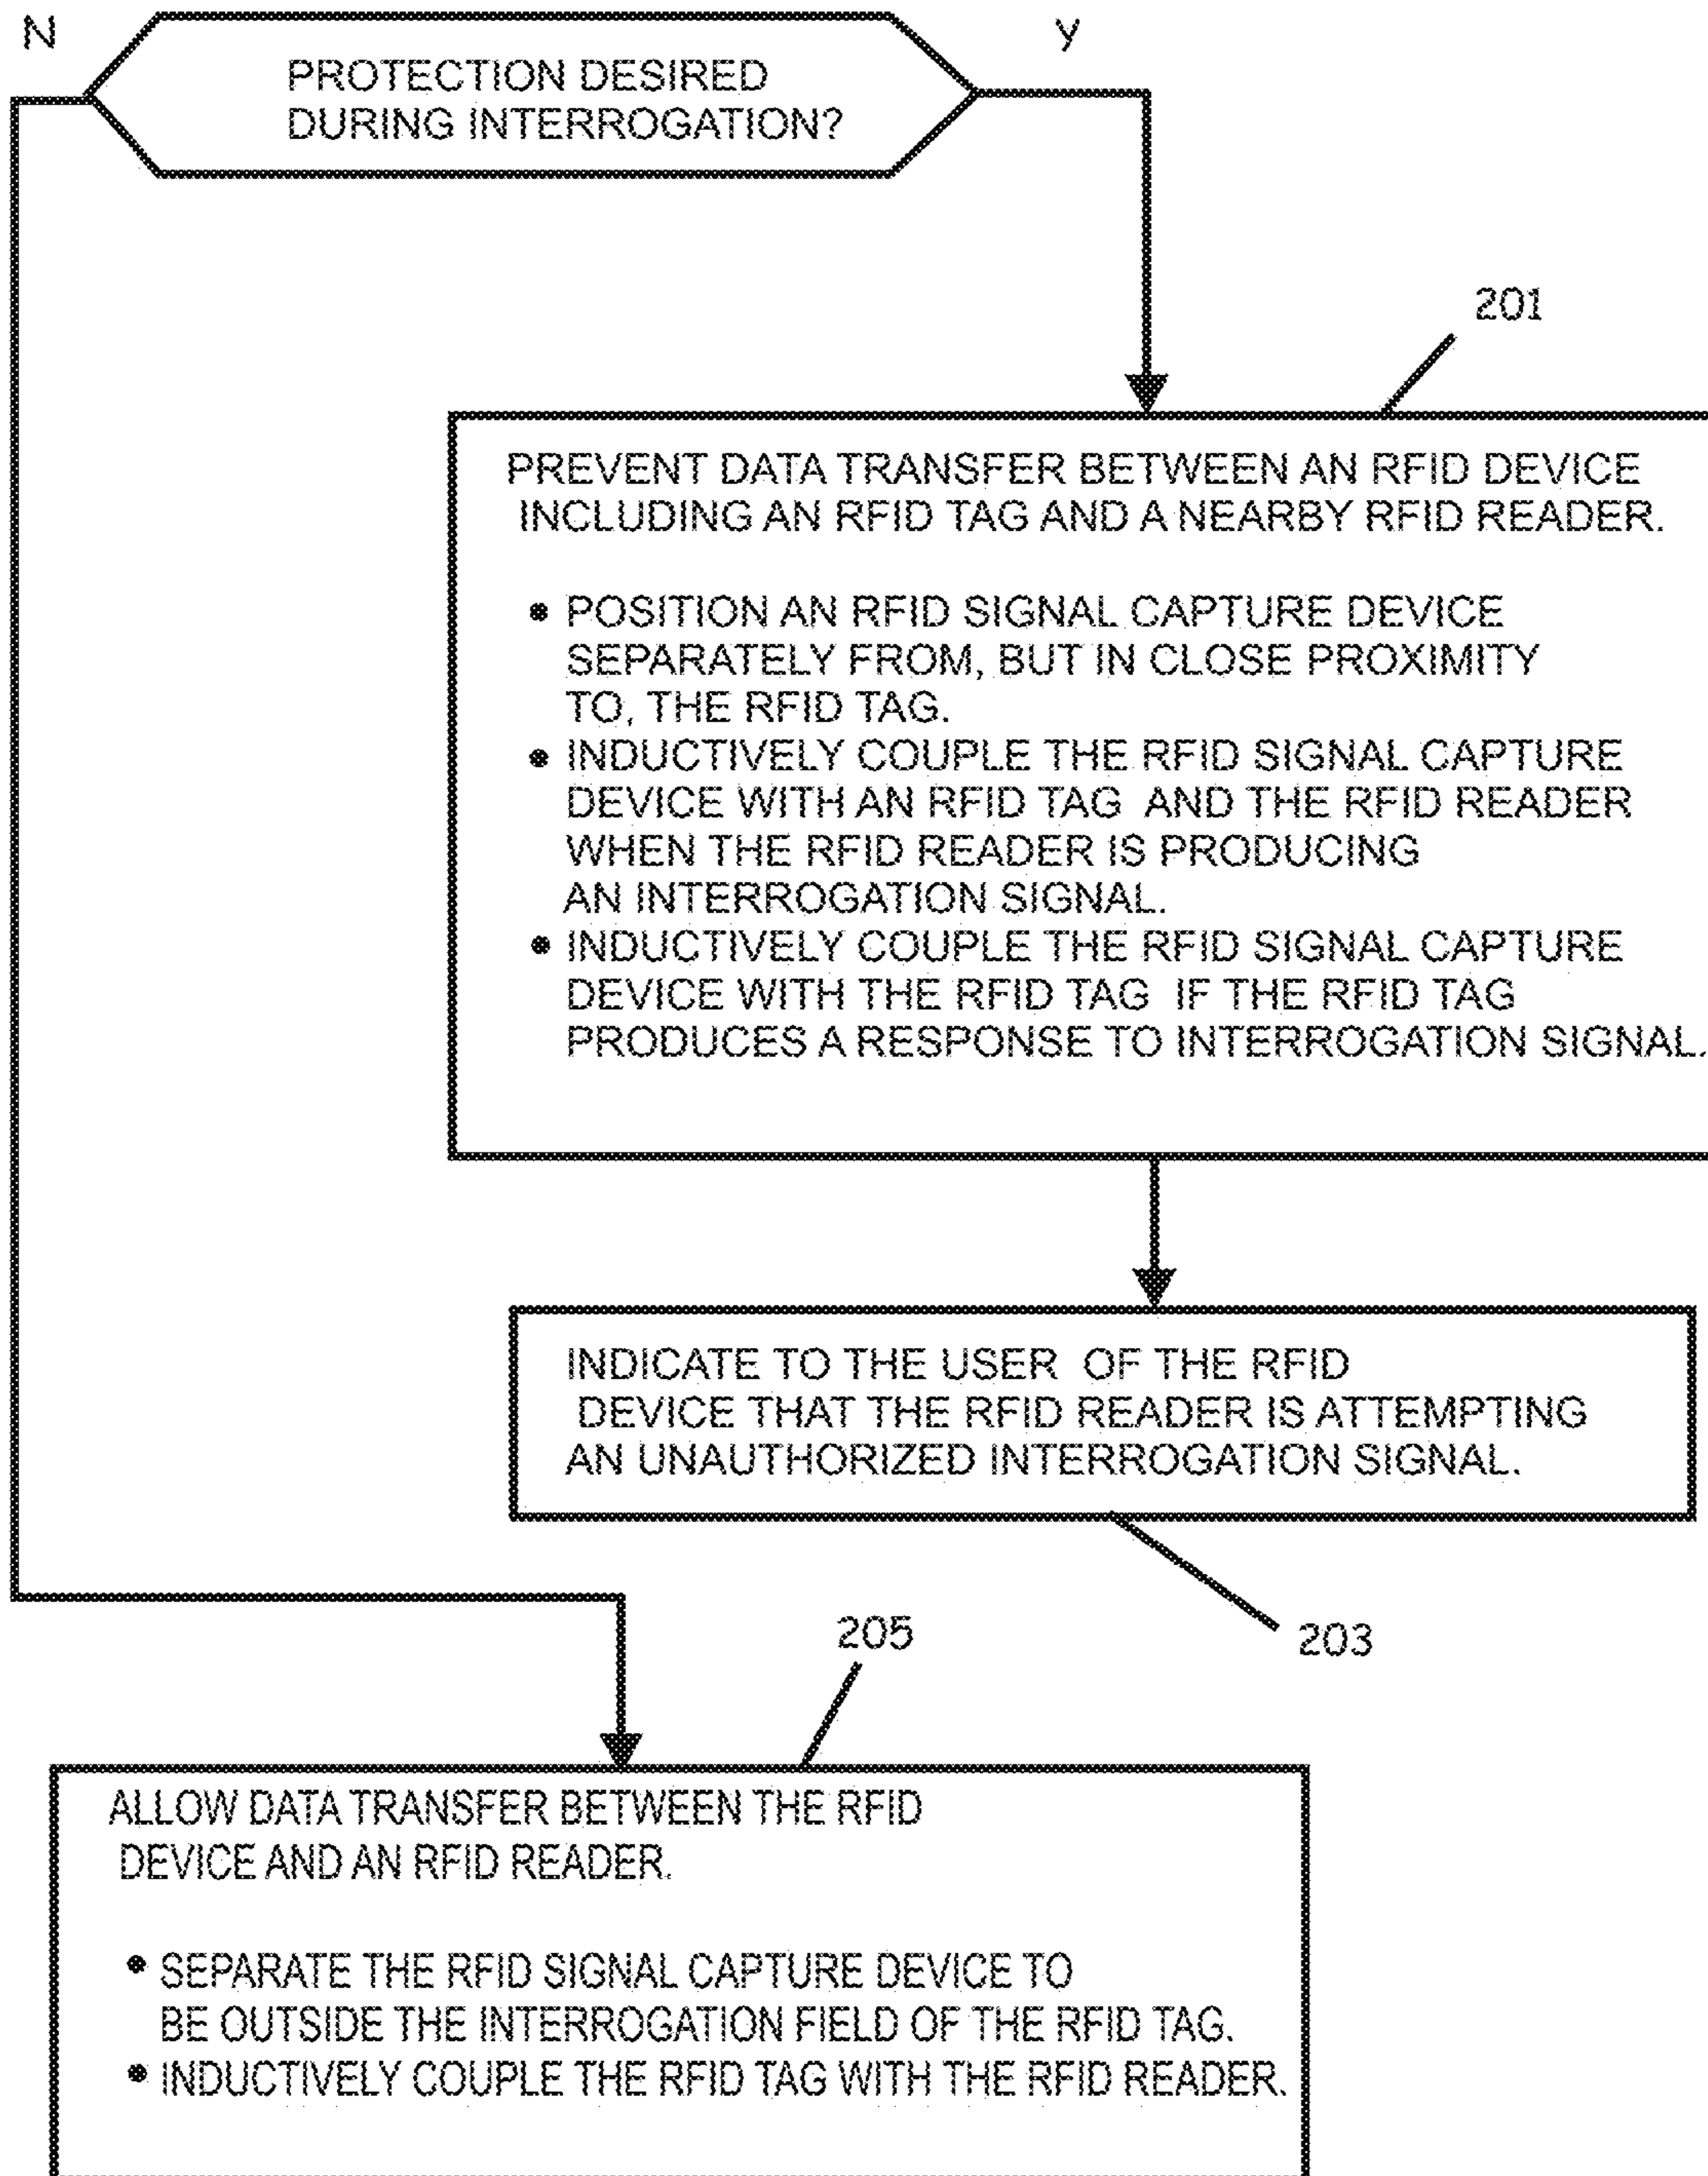 N
y
PROTECTION DESIRED
DURING INTERROGATION?
201
PREVENT DATA TRANSFER BETWEEN AN RFID DEVICE
INCLUDING AN RFID TAG AND A NEARBY RFID READER.
• POSITION AN RFID SIGNAL CAPTURE DEVICE
SEPARATELY FROM, BUT IN CLOSE PROXIMITY
TO, THE RFID TAG.
• INDUCTIVELY COUPLE THE RFID SIGNAL CAPTURE
DEVICE WITH AN RFID TAG AND THE RFID READER
WHEN THE RFID READER IS PRODUCING
AN INTERROGATION SIGNAL.
• INDUCTIVELY COUPLE THE RFID SIGNAL CAPTURE
DEVICE WITH THE RFID TAG IF THE RFID TAG
PRODUCES A RESPONSE TO INTERROGATION SIGNAL.
INDICATE TO THE USER OF THE RFID
DEVICE THAT THE RFID READER IS ATTEMPTING
AN UNAUTHORIZED INTERROGATION SIGNAL.
205
203
ALLOW DATA TRANSFER BETWEEN THE RFID
DEVICE AND AN RFID READER.
• SEPARATE THE RFID SIGNAL CAPTURE DEVICE TO
BE OUTSIDE THE INTERROGATION FIELD OF THE RFID TAG.
• INDUCTIVELY COUPLE THE RFID TAG WITH THE RFID READER.